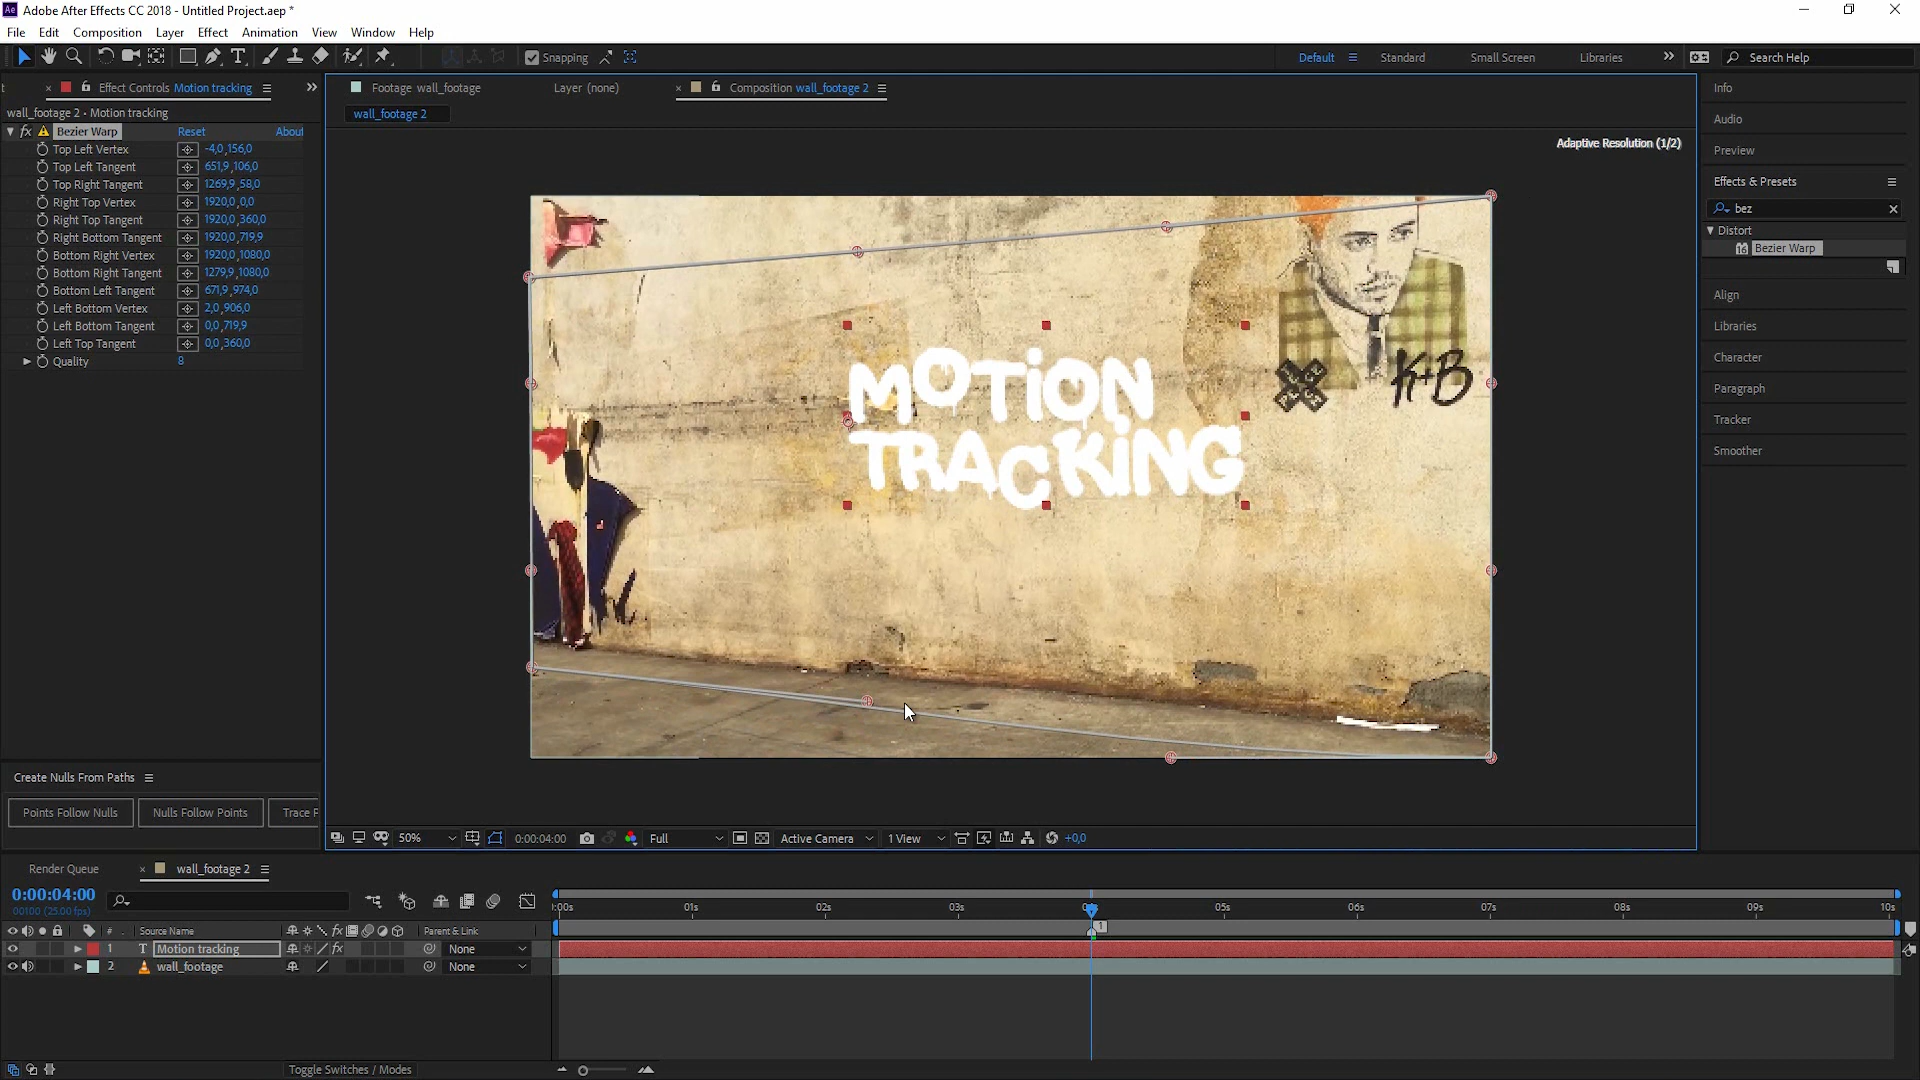 Adobe After Effects CC 2018 - Untitled Project.aep *
File Edit Composition Layer Effect Animation View Window Help
Snapping
Default Standard Small Screen Libraries Search Help
Effect Controls Motion tracking
wall_footage 2 • Motion tracking
fx Bezier Warp Reset About
Top Left Vertex -4,0,156,0
Top Left Tangent 651,9,106,0
Top Right Tangent 1269,9,58,0
Right Top Vertex 1920,0,0,0
Right Top Tangent 1920,0,360,0
Right Bottom Tangent 1920,0,719,9
Bottom Right Vertex 1920,0,1080,0
Bottom Right Tangent 1279,9,1080,0
Bottom Left Tangent 671,9,974,0
Left Bottom Vertex 2,0,906,0
Left Bottom Tangent 0,0,719,9
Left Top Tangent 0,0,360,0
Quality 8
Footage wall_footage Layer (none) Composition wall_footage 2
wall_footage 2
Adaptive Resolution (1/2)
MOTION
TRACKING
K+B
Info
Audio
Preview
Effects & Presets
bez
Distort
16 Bezier Warp
Align
Libraries
Character
Paragraph
Tracker
Smoother
Create Nulls From Paths
Points Follow Nulls Nulls Follow Points Trace P
50% 0:00:04:00 Full Active Camera 1 View +0,0
Render Queue wall_footage 2
0:00:04:00
00100 (25.00 fps)
# Source Name fx Parent & Link
1 T Motion tracking fx None
2 wall_footage None
:00s 01s 02s 03s 05s 06s 07s 08s 09s 10s
1
Toggle Switches / Modes